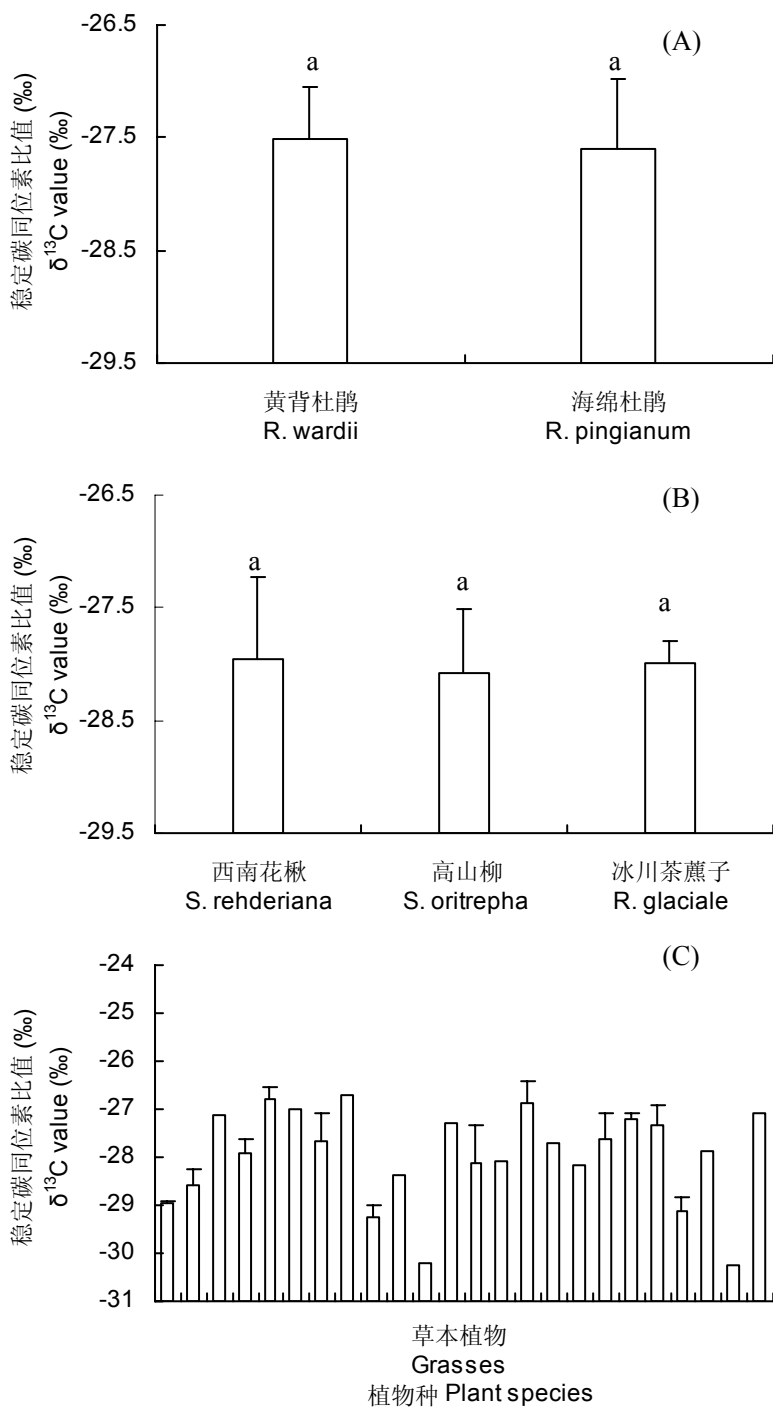 (A)
稳定碳同位素比值 (‰)
δ¹³C value (‰)
-26.5
-27.5
-28.5
-29.5
a
a
黄背杜鹃
R. wardii
海绵杜鹃
R. pingianum
(B)
稳定碳同位素比值 (‰)
δ¹³C value (‰)
-26.5
-27.5
-28.5
-29.5
a
a
a
西南花楸
S. rehderiana
高山柳
S. oritrepha
冰川茶藨子
R. glaciale
(C)
稳定碳同位素比值 (‰)
δ¹³C value (‰)
-24
-25
-26
-27
-28
-29
-30
-31
草本植物
Grasses
植物种 Plant species